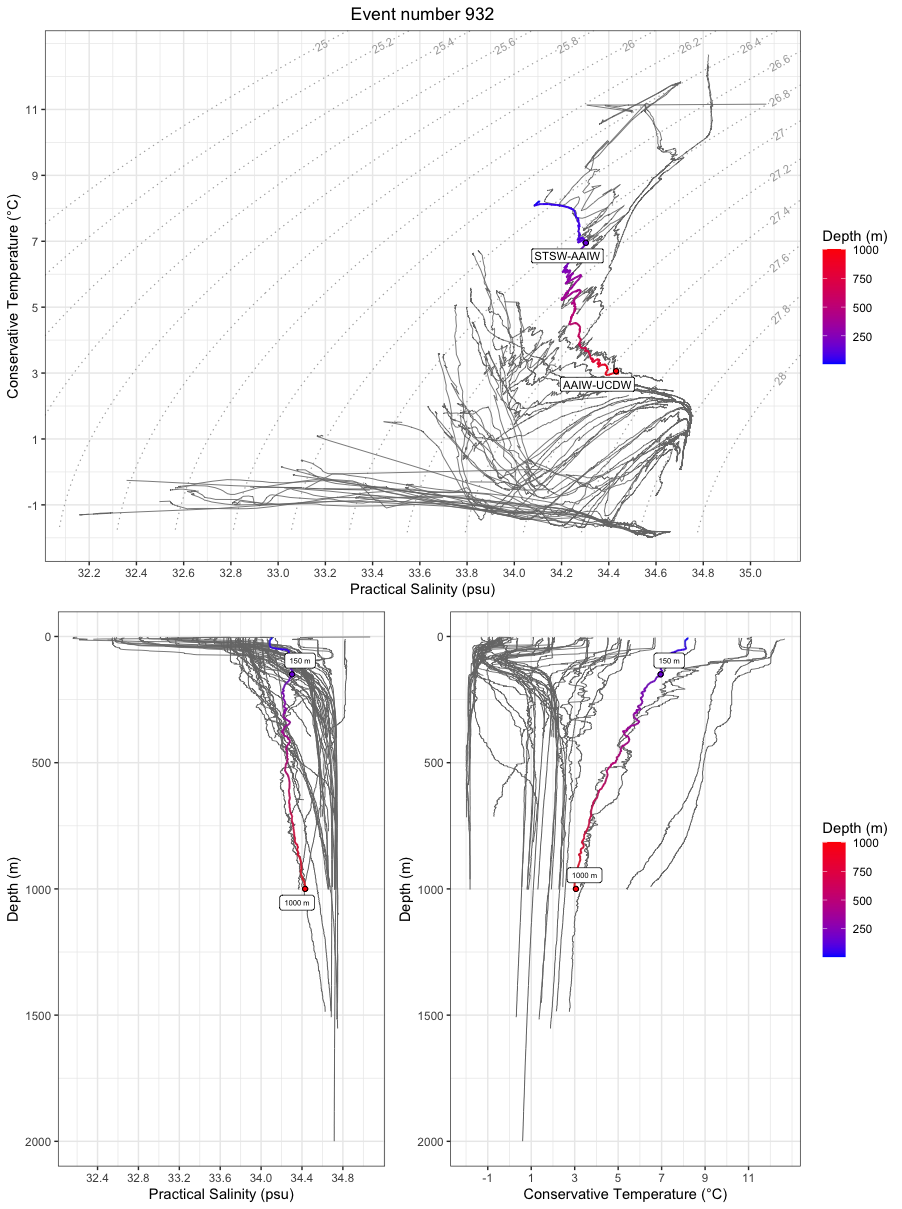 Event number 932
25
25.2
25.4
25.6
25.8
26
26.2
26.4
26.6
26.8
27
27.2
27.4
27.8
28
Conservative Temperature (°C)
11
9
7
5
3
1
-1
STSW-AAIW
AAIW-UCDW
32.2 32.4 32.6 32.8 33.0 33.2 33.4 33.6 33.8 34.0 34.2 34.4 34.6 34.8 35.0
Practical Salinity (psu)
Depth (m)
1000
750
500
250
Depth (m)
0
500
1000
1500
2000
150 m
1000 m
32.4 32.8 33.2 33.6 34.0 34.4 34.8
Practical Salinity (psu)
Depth (m)
0
500
1000
1500
2000
150 m
1000 m
-1 1 3 5 7 9 11
Conservative Temperature (°C)
Depth (m)
1000
750
500
250